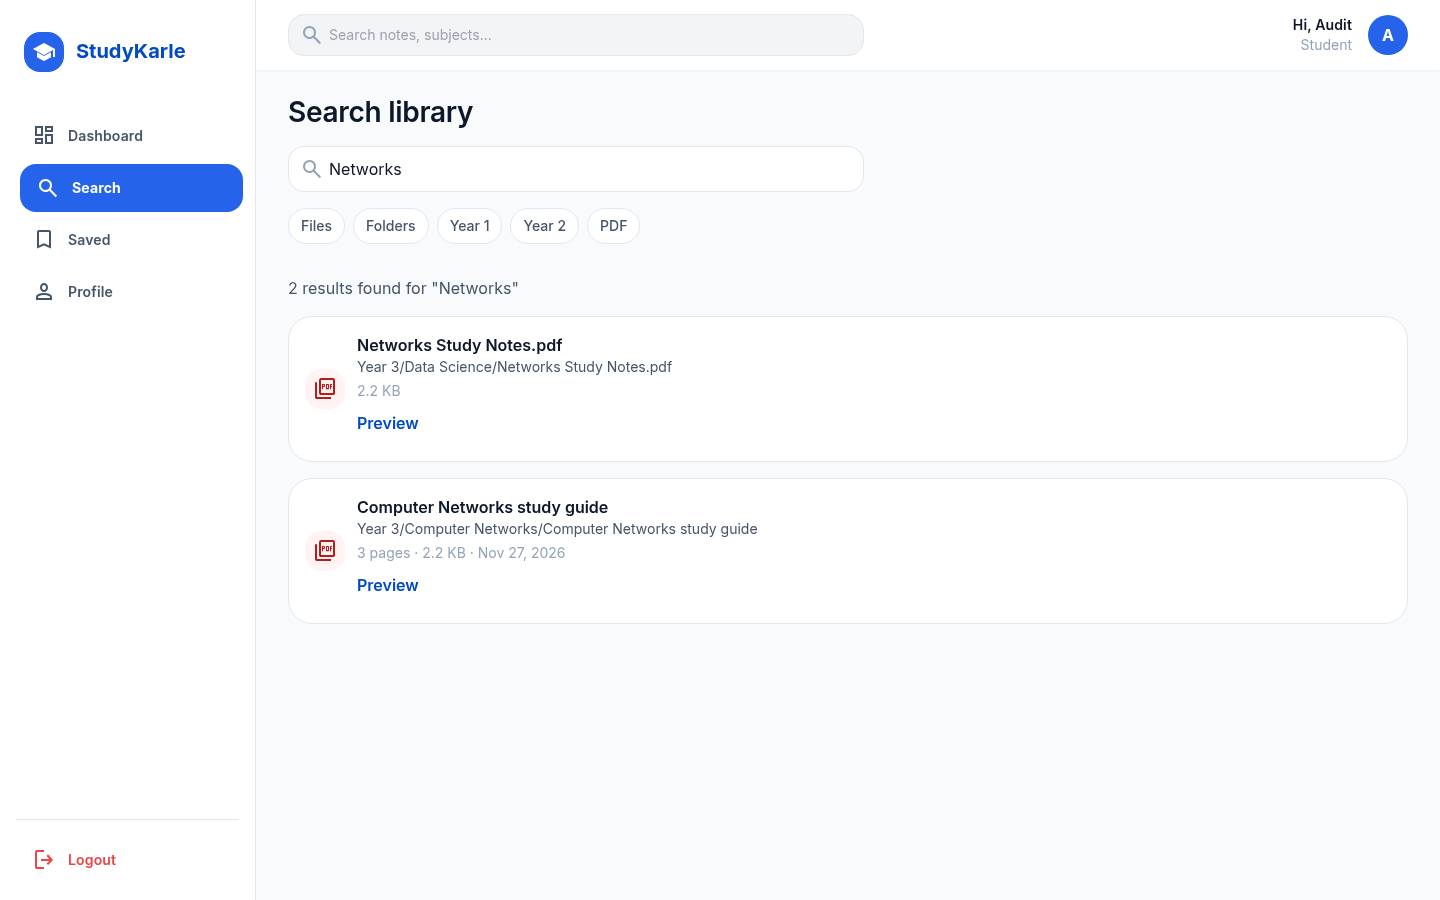 StudyKarle
Search notes, subjects...
Hi, Audit
Student
A
Dashboard
Search
Saved
Profile
Logout
Search library
Networks
Files
Folders
Year 1
Year 2
PDF
2 results found for "Networks"
PDF
Networks Study Notes.pdf
Year 3/Data Science/Networks Study Notes.pdf
2.2 KB
Preview
PDF
Computer Networks study guide
Year 3/Computer Networks/Computer Networks study guide
3 pages · 2.2 KB · Nov 27, 2026
Preview